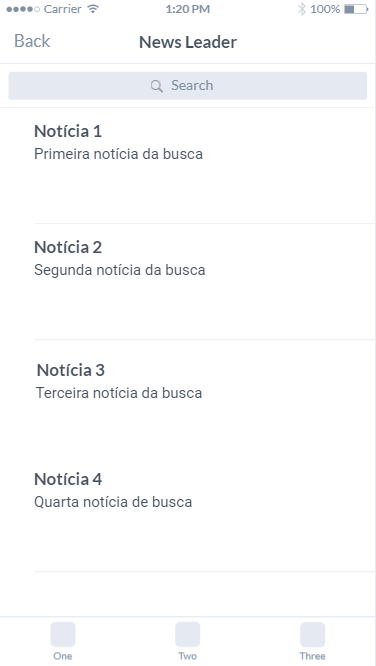 Carrier 1:20 PM 100%
Back News Leader
Search
Notícia 1
Primeira notícia da busca
Notícia 2
Segunda notícia da busca
Notícia 3
Terceira notícia da busca
Notícia 4
Quarta notícia de busca
One Two Three